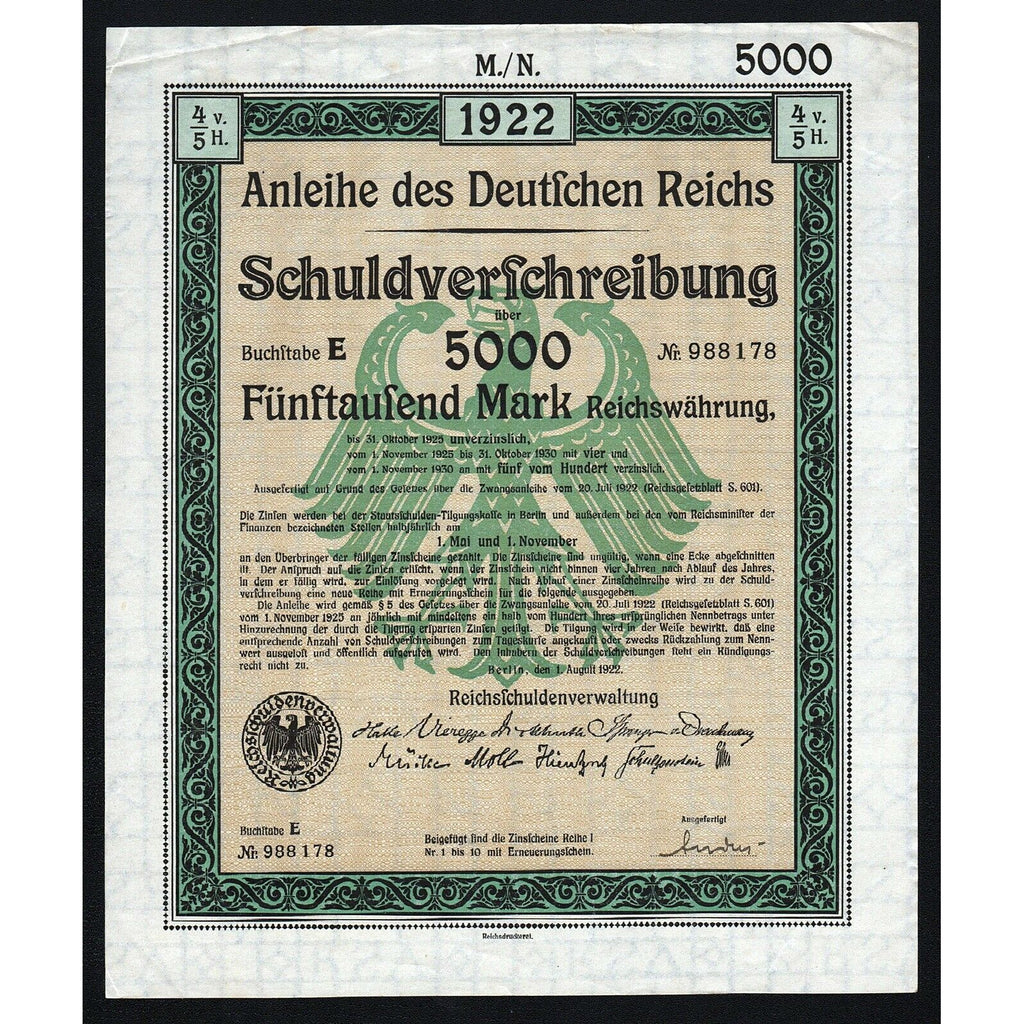 M./N.
5000
4/5 v. H.
1922
4/5 v. H.
Anleihe des Deutſchen Reichs
Schuldverſchreibung
über
Buchſtabe E 5000 Nr. 988178
Fünftauſend Mark Reichswährung,
bis 31. Oktober 1925 unverzinslich,
vom 1. November 1925 bis 31. Oktober 1930 mit vier und
vom 1. November 1930 an mit fünf vom Hundert verzinslich.
Ausgefertigt auf Grund des Geſetzes über die Zwangsanleihe vom 20. Juli 1922 (Reichsgeſetzblatt S. 601).
Die Zinſen werden bei der Staatsſchulden-Tilgungskaſſe in Berlin und außerdem bei den vom Reichsminiſter der
Finanzen bezeichneten Stellen halbjährlich am
1. Mai und 1. November
an den Überbringer der fälligen Zinsſcheine gezahlt. Die Zinsſcheine ſind ungültig, wenn eine Ecke abgeſchnitten
iſt. Der Anſpruch auf die Zinſen erliſcht, wenn der Zinsſchein nicht binnen vier Jahren nach Ablauf des Jahres,
in dem er fällig wird, zur Einlöſung vorgelegt wird. Nach Ablauf einer Zinsſcheinreihe wird zu der Schuld-
verſchreibung eine neue Reihe mit Erneuerungsſchein für die folgende ausgegeben.
Die Anleihe wird gemäß § 5 des Geſetzes über die Zwangsanleihe vom 20. Juli 1922 (Reichsgeſetzblatt S. 601)
vom 1. November 1925 an jährlich mit mindeſtens ein halb vom Hundert ihres urſprünglichen Nennbetrags unter
Hinzurechnung der durch die Tilgung erſparten Zinſen getilgt. Die Tilgung wird in der Weiſe bewirkt, daß eine
entſprechende Anzahl von Schuldverſchreibungen zum Tageskurſe angekauft oder zwecks Rückzahlung zum Nenn-
wert ausgeloſt und öffentlich aufgerufen wird. Den Inhabern der Schuldverſchreibungen ſteht ein Kündigungs-
recht nicht zu.
Berlin, den 1. Auguſt 1922.
Reichsſchuldenverwaltung
Reichsſchuldenverwaltung
Halle Vieregge
Müller Moll
Buchſtabe E
Nr. 988178
Beigefügt ſind die Zinsſcheine Reihe I
Nr. 1 bis 10 mit Erneuerungsſchein.
Ausgefertigt
Reichsdruckerei.